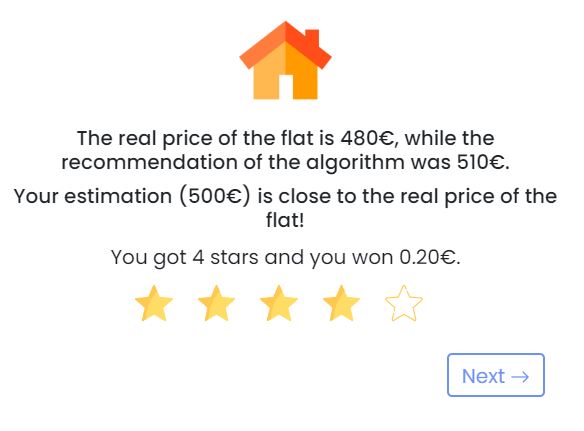 The real price of the flat is 480€, while the
recommendation of the algorithm was 510€.
Your estimation (500€) is close to the real price of the
flat!
You got 4 stars and you won 0.20€.
Next →